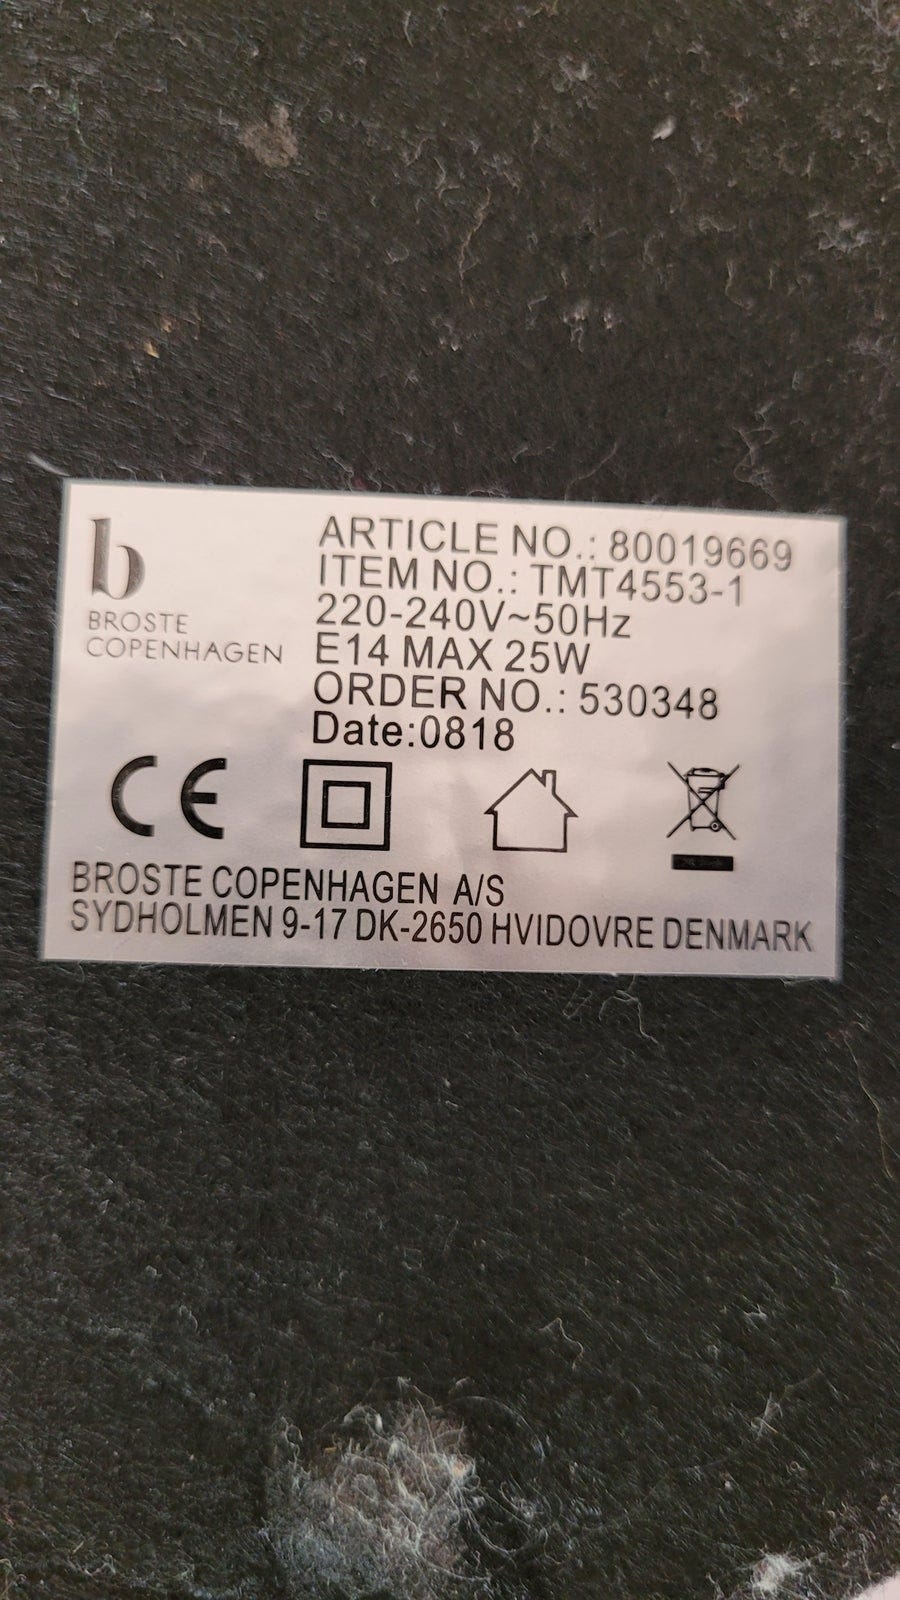 b
BROSTE
COPENHAGEN
ARTICLE NO.: 80019669
ITEM NO.: TMT4553-1
220-240V~50Hz
E14 MAX 25W
ORDER NO.: 530348
Date:0818
CE
BROSTE COPENHAGEN A/S
SYDHOLMEN 9-17 DK-2650 HVIDOVRE DENMARK